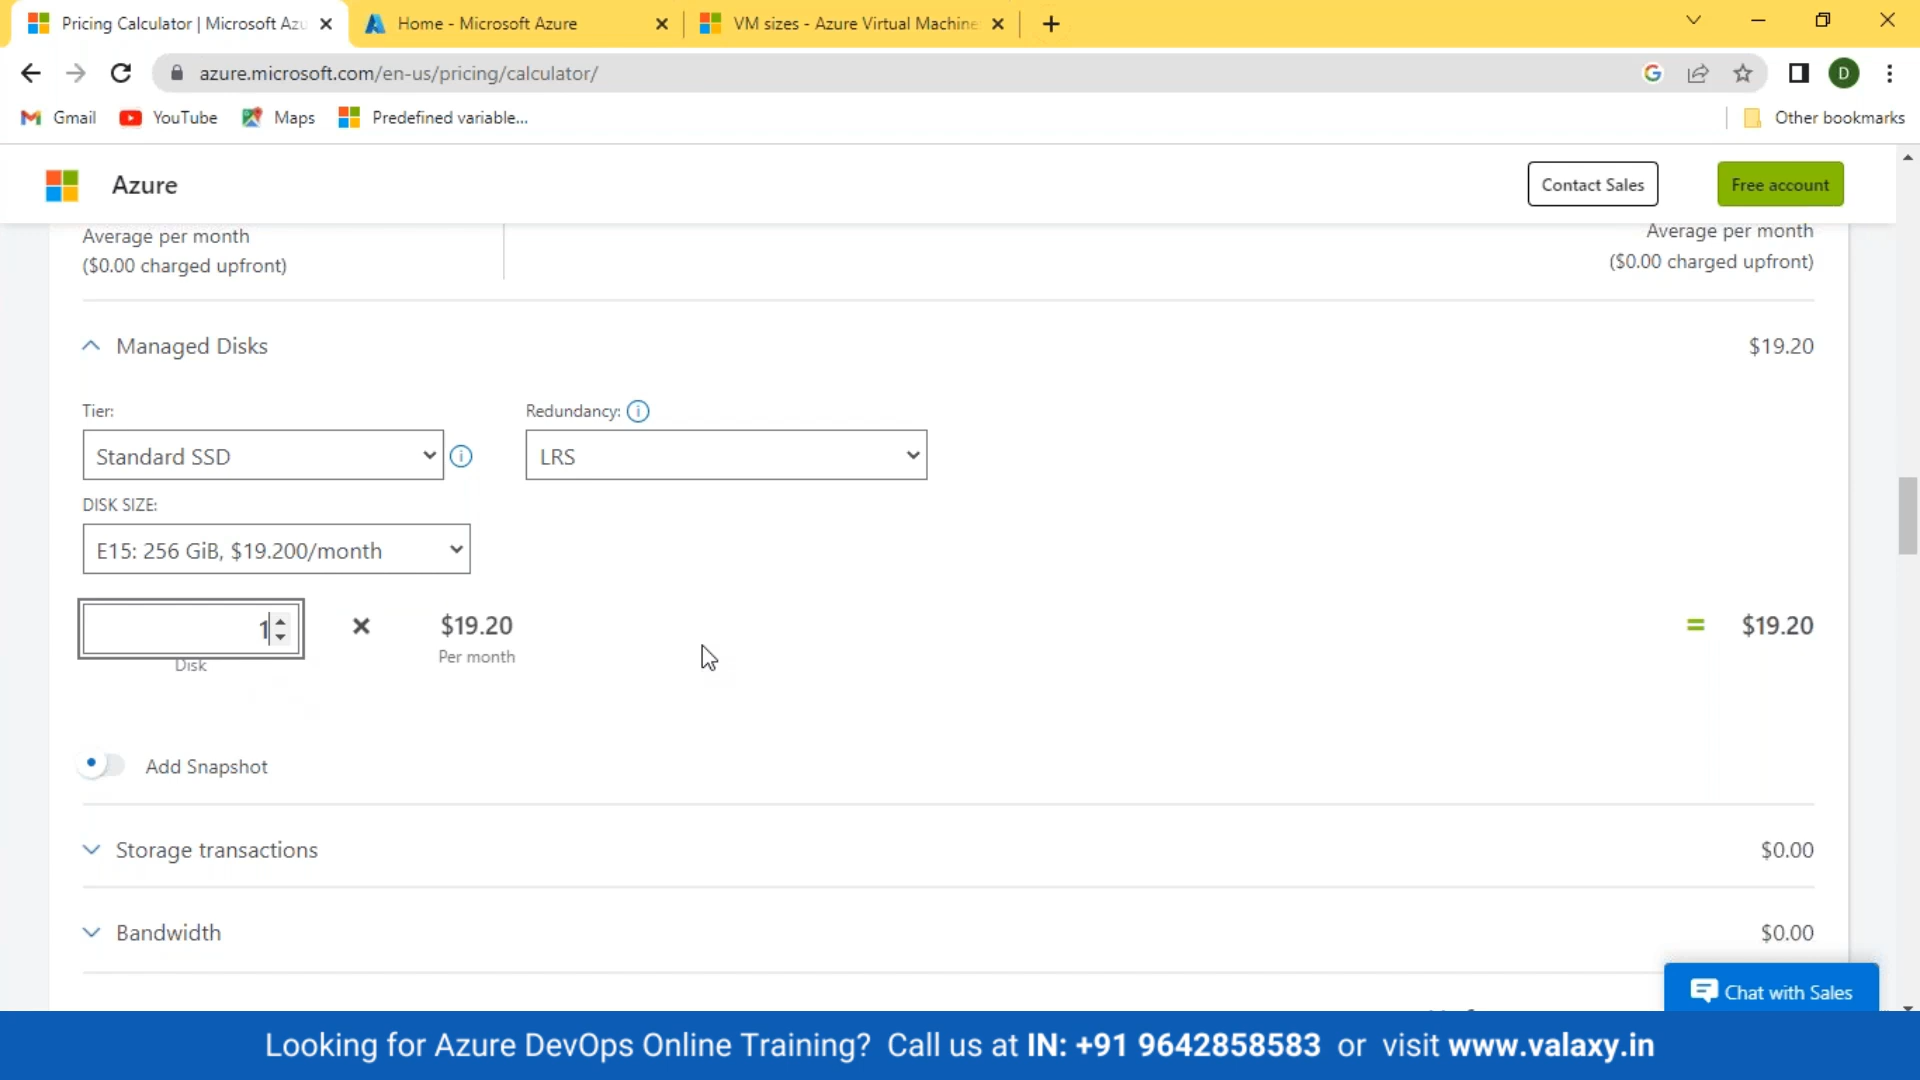 Pricing Calculator | Microsoft Azu
Home - Microsoft Azure
VM sizes - Azure Virtual Machine
azure.microsoft.com/en-us/pricing/calculator/
D
Gmail
YouTube
Maps
Predefined variable...
Other bookmarks
Azure
Contact Sales
Free account
Average per month
($0.00 charged upfront)
Average per month
($0.00 charged upfront)
Managed Disks
$19.20
Tier:
Redundancy:
Standard SSD
LRS
DISK SIZE:
E15: 256 GiB, $19.200/month
1
$19.20
= $19.20
Disk
Per month
Add Snapshot
Storage transactions
$0.00
Bandwidth
$0.00
Chat with Sales
Looking for Azure DevOps Online Training? Call us at IN: +91 9642858583 or visit www.valaxy.in